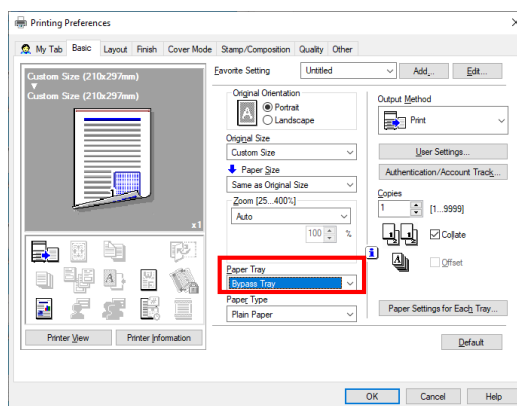 Printing Preferences
My Tab Basic Layout Finish Cover Mode Stamp/Composition Quality Other
Custom Size (210x297mm)
Custom Size (210x297mm)
x1
Printer View Printer Information
Favorite Setting Untitled Add... Edit...
Original Orientation
A Portrait
Landscape
Original Size
Custom Size
Paper Size
Same as Original Size
Zoom [25...400%]
Auto
100 %
Paper Tray
Bypass Tray
Paper Type
Plain Paper
Output Method
Print
User Settings...
Authentication/Account Track...
Copies
1 [1...9999]
Collate
Offset
Paper Settings for Each Tray...
Default
OK Cancel Help